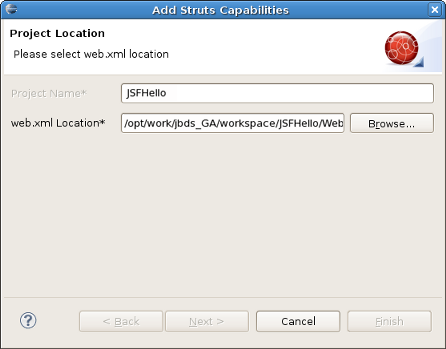 Add Struts Capabilities
Project Location
Please select web.xml location
Project Name* JSFHello
web.xml Location* /opt/work/jbds_GA/workspace/JSFHello/Web Browse...
< Back Next > Cancel Finish